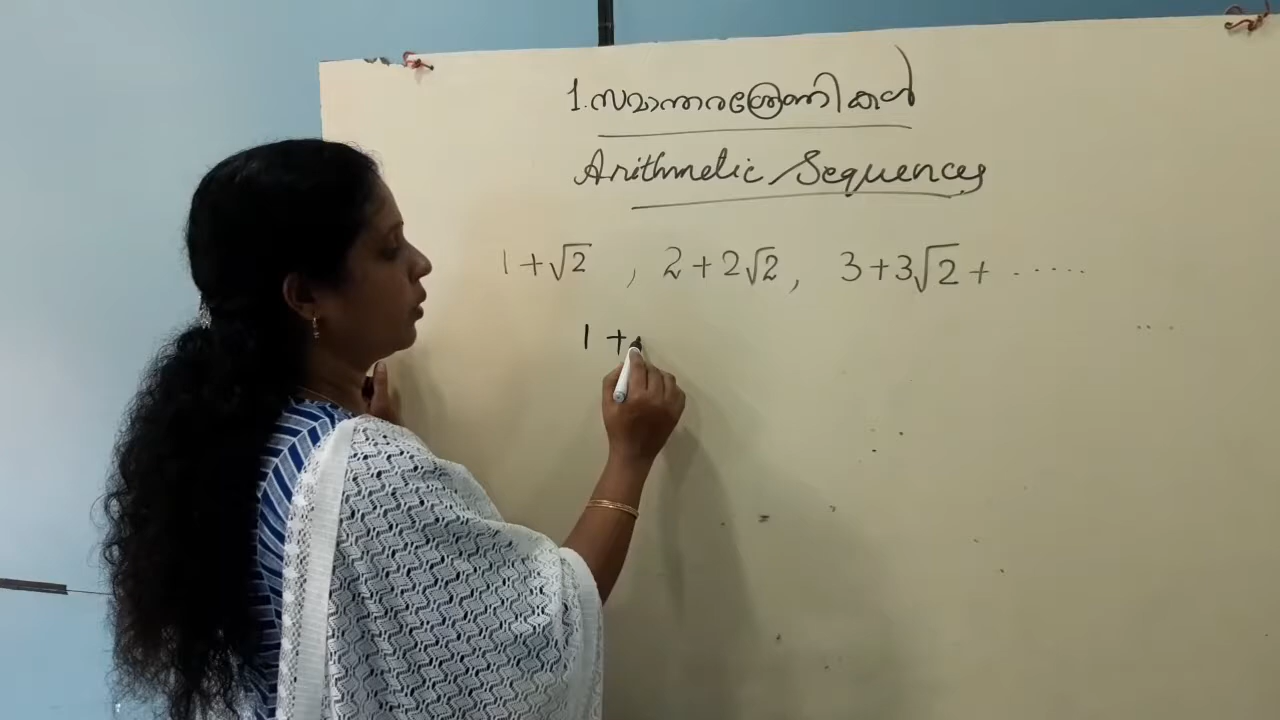 1. സമാന്തരശ്രേണികൾ
Arithmetic Sequences
1+√2 , 2+2√2, 3+3√2+ ......
1 +